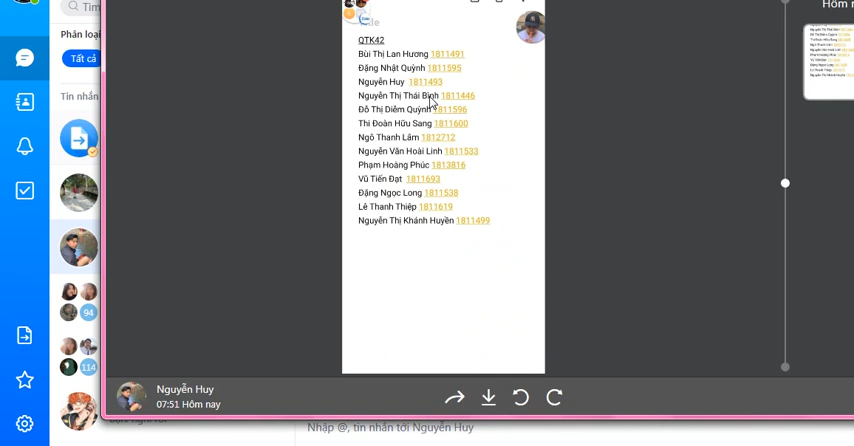 Hôm n
Tìm
Phân loại
Tất cả
Tin nhắn
QTK42
Bùi Thị Lan Hương 1811491
Đặng Nhật Quỳnh 1811595
Nguyễn Huy 1811493
Nguyễn Thị Thái Bình 1811446
Đỗ Thị Diễm Quỳnh 1811596
Thi Đoàn Hữu Sang 1811600
Ngô Thanh Lâm 1812712
Nguyễn Văn Hoài Linh 1811533
Phạm Hoàng Phúc 1813816
Vũ Tiến Đạt 1811693
Đặng Ngọc Long 1811538
Lê Thanh Thiệp 1811619
Nguyễn Thị Khánh Huyền 1811499
94
114
Nguyễn Huy
07:51 Hôm nay
Nhập @, tin nhắn tới Nguyễn Huy